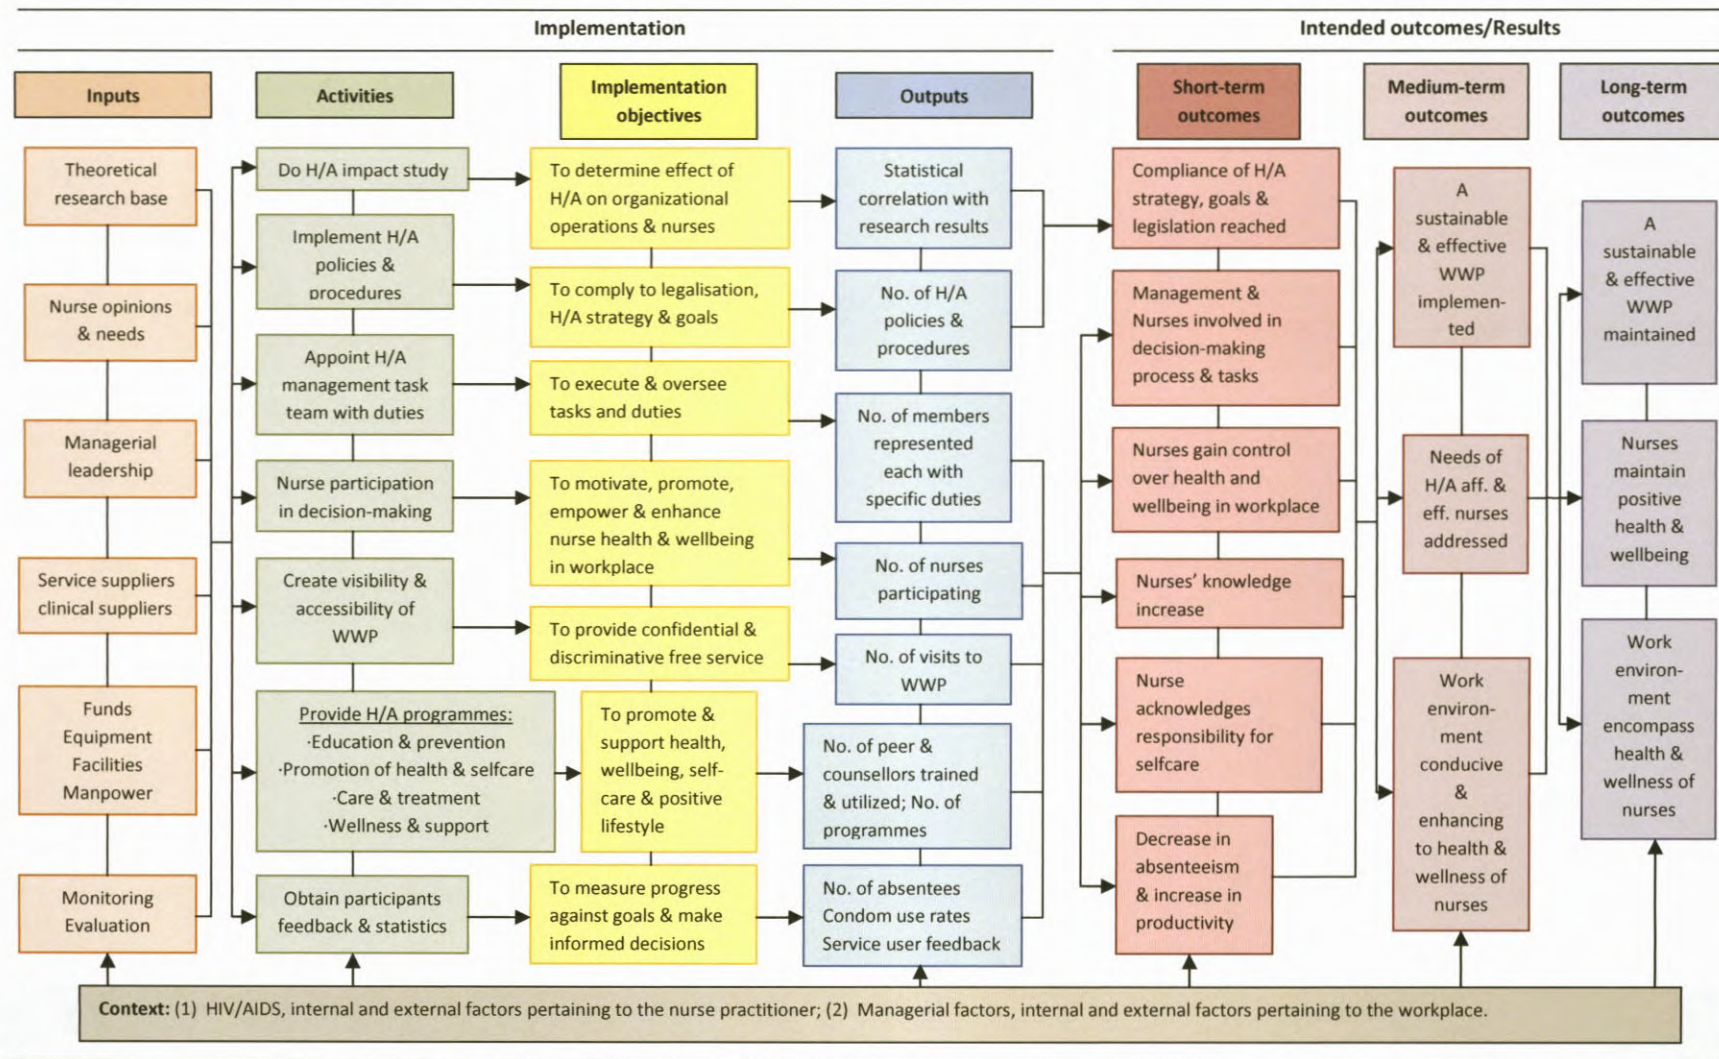 Implementation
Intended outcomes/Results
Inputs
Activities
Implementation
objectives
Outputs
Short-term
outcomes
Medium-term
outcomes
Long-term
outcomes
Theoretical
research base
Nurse opinions
& needs
Managerial
leadership
Service suppliers
clinical suppliers
Funds
Equipment
Facilities
Manpower
Monitoring
Evaluation
Do H/A impact study
Implement H/A
policies &
procedures
Appoint H/A
management task
team with duties
Nurse participation
in decision-making
Create visibility &
accessibility of
WWP
Provide H/A programmes:
·Education & prevention
·Promotion of health & selfcare
·Care & treatment
·Wellness & support
Obtain participants
feedback & statistics
To determine effect of
H/A on organizational
operations & nurses
To comply to legalisation,
H/A strategy & goals
To execute & oversee
tasks and duties
To motivate, promote,
empower & enhance
nurse health & wellbeing
in workplace
To provide confidential &
discriminative free service
To promote &
support health,
wellbeing, self-
care & positive
lifestyle
To measure progress
against goals & make
informed decisions
Statistical
correlation with
research results
No. of H/A
policies &
procedures
No. of members
represented
each with
specific duties
No. of nurses
participating
No. of visits to
WWP
No. of peer &
counsellors trained
& utilized; No. of
programmes
No. of absentees
Condom use rates
Service user feedback
Compliance of H/A
strategy, goals &
legislation reached
Management &
Nurses involved in
decision-making
process & tasks
Nurses gain control
over health and
wellbeing in workplace
Nurses' knowledge
increase
Nurse
acknowledges
responsibility for
selfcare
Decrease in
absenteeism
& increase in
productivity
A
sustainable
& effective
WWP
implemen-
ted
Needs of
H/A aff. &
eff. nurses
addressed
Work
environ-
ment
conducive
&
enhancing
to health &
wellness of
nurses
A
sustainable
& effective
WWP
maintained
Nurses
maintain
positive
health &
wellbeing
Work
environ-
ment
encompass
health &
wellness of
nurses
Context: (1) HIV/AIDS, internal and external factors pertaining to the nurse practitioner; (2) Managerial factors, internal and external factors pertaining to the workplace.